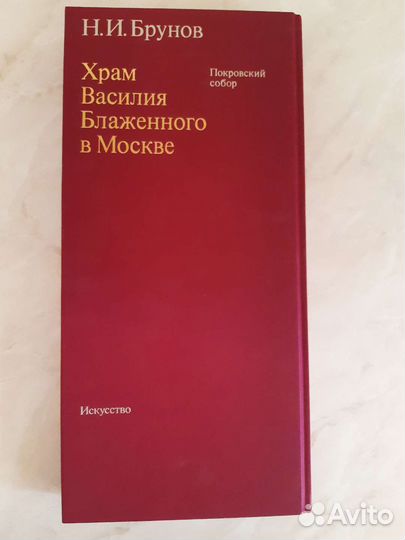 Н.И.Брунов
Храм
Василия
Блаженного
в Москве
Покровский
собор
Искусство
Avito